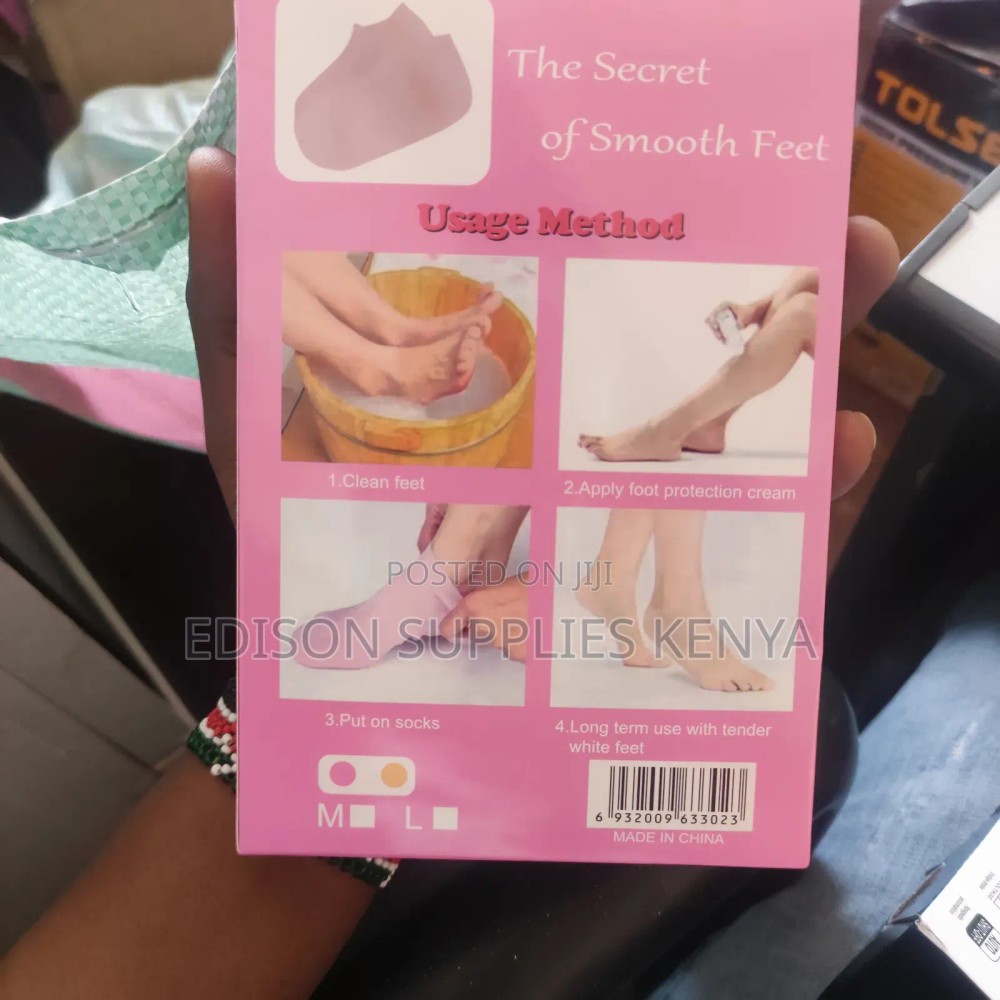 The Secret
of Smooth Feet
TOLSE
Usage Method
1.Clean feet
2.Apply foot protection cream
POSTED ON JIJI
EDISON SUPPLIES KENYA
3.Put on socks
4.Long term use with tender
white feet
M L
6 932009 633023
MADE IN CHINA